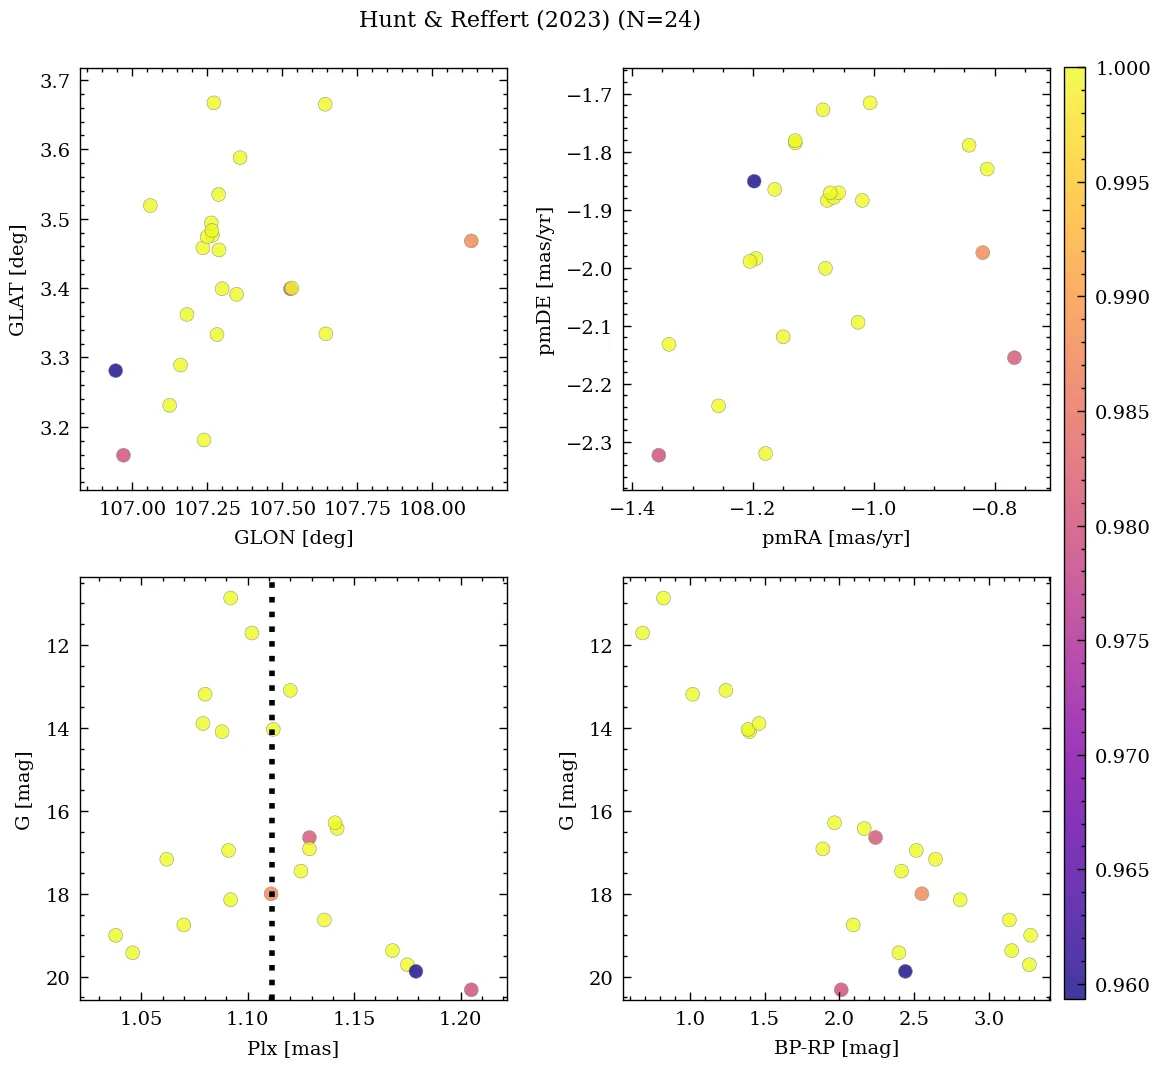 Hunt & Reffert (2023) (N=24)
3.7
3.6
3.5
3.4
3.3
3.2
GLAT [deg]
107.00 107.25 107.50 107.75 108.00
GLON [deg]
−1.7
−1.8
−1.9
−2.0
−2.1
−2.2
−2.3
pmDE [mas/yr]
−1.4 −1.2 −1.0 −0.8
pmRA [mas/yr]
12
14
16
18
20
G [mag]
1.05 1.10 1.15 1.20
Plx [mas]
12
14
16
18
20
G [mag]
1.0 1.5 2.0 2.5 3.0
BP-RP [mag]
1.000
0.995
0.990
0.985
0.980
0.975
0.970
0.965
0.960